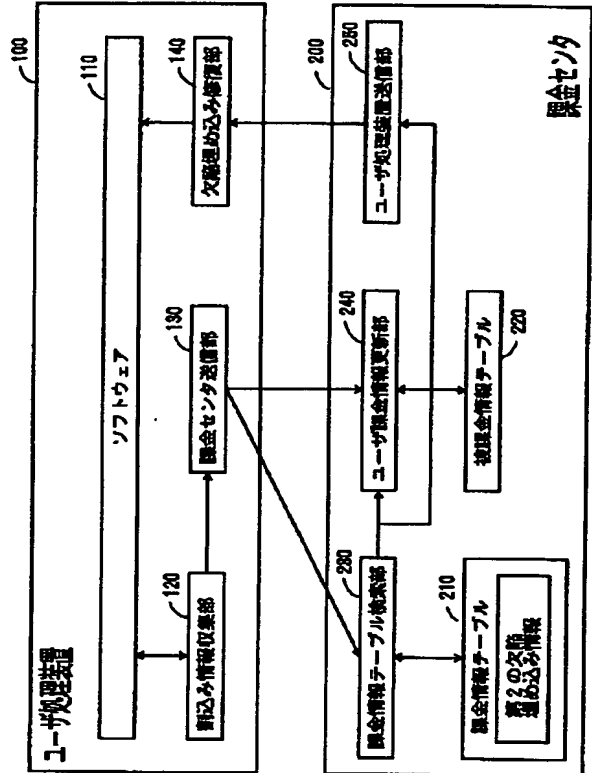 ユーザ処理装置
100
110
ソフトウェア
120
割込み情報収集部
130
課金センタ送信部
140
欠陥埋め込み修復部
課金センタ
200
280
課金情報テーブル検索部
240
ユーザ課金情報更新部
250
ユーザ処理装置送信部
210
課金情報テーブル
第2の欠陥
埋め込み情報
220
被課金情報テーブル